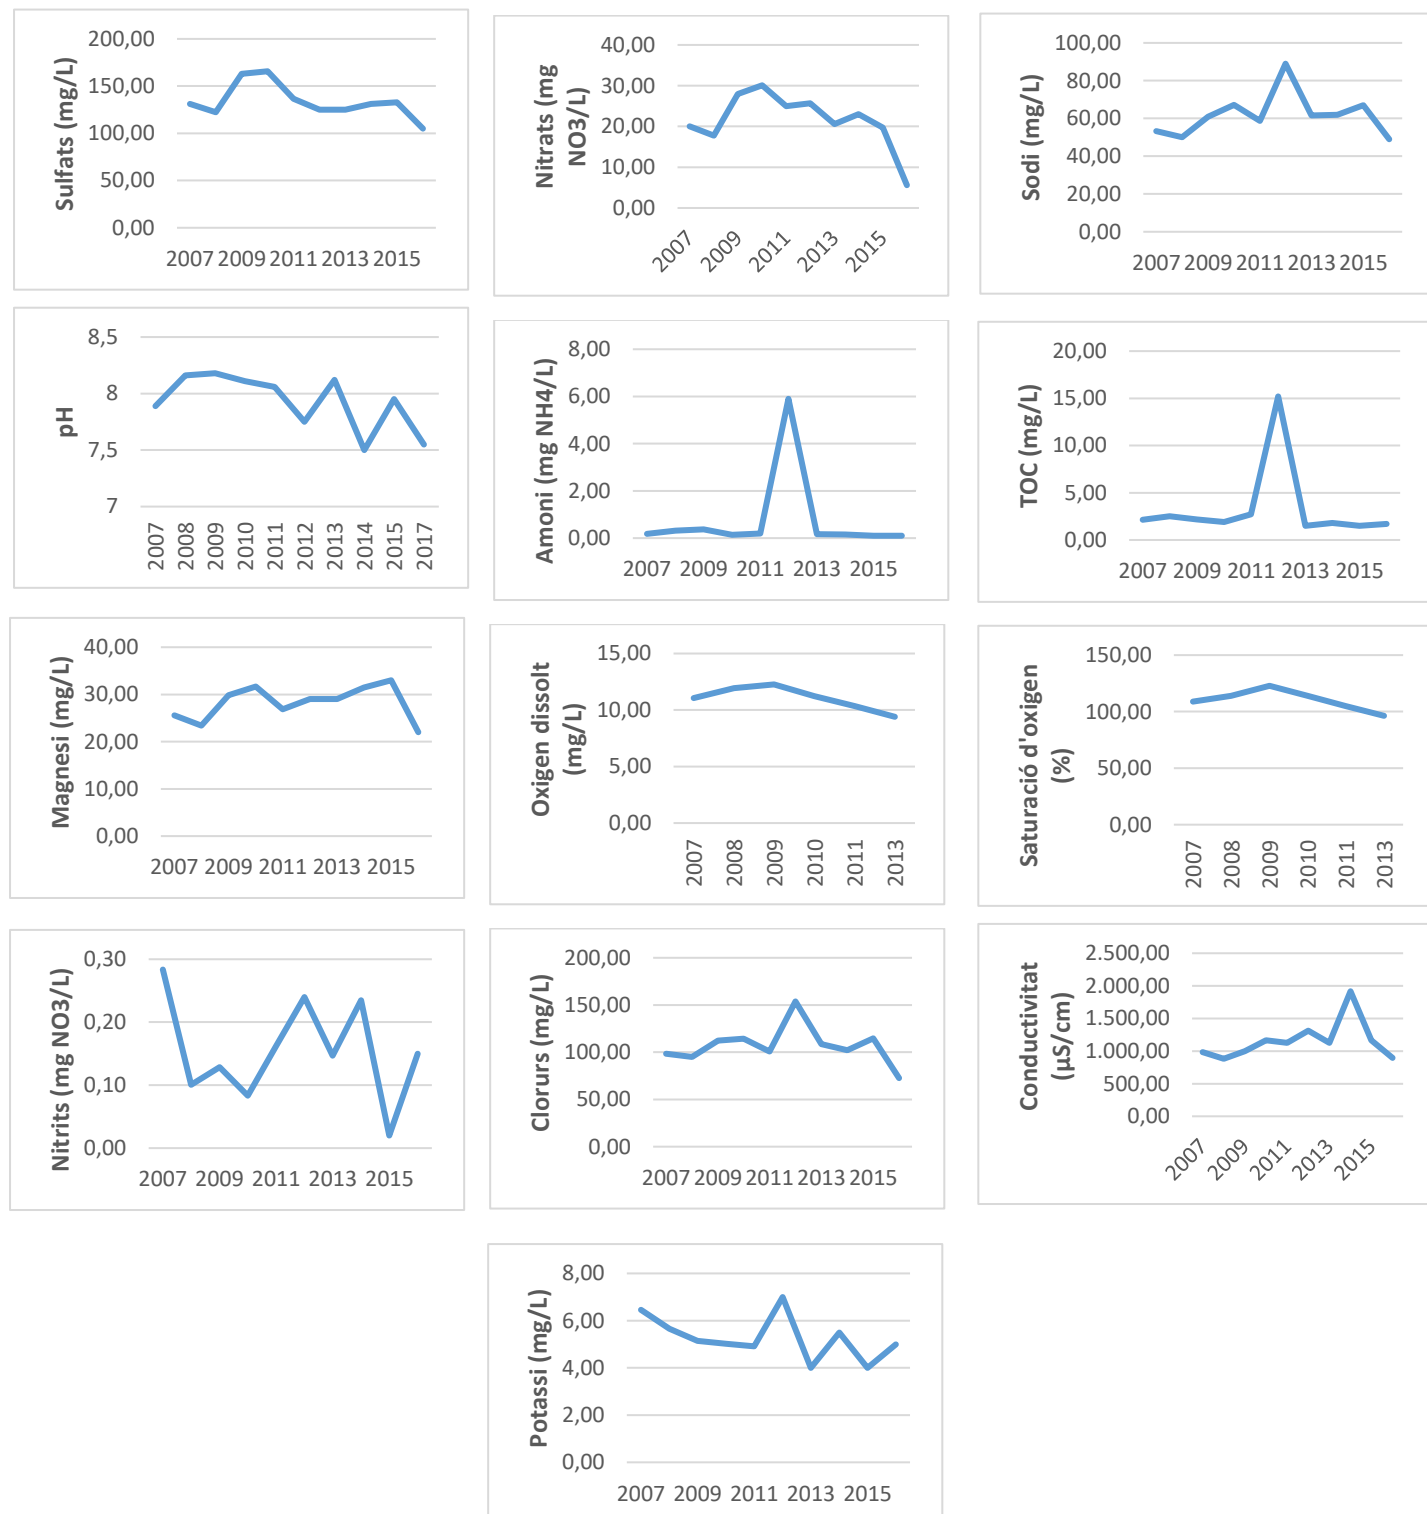 Sulfats (mg/L)
200,00
150,00
100,00
50,00
0,00
2007 2009 2011 2013 2015
Nitrats (mg
NO3/L)
40,00
30,00
20,00
10,00
0,00
2007 2009 2011 2013 2015
Sodi (mg/L)
100,00
80,00
60,00
40,00
20,00
0,00
2007 2009 2011 2013 2015
pH
8,5
8
7,5
7
2007 2008 2009 2010 2011 2012 2013 2014 2015 2017
Amoni (mg NH4/L)
8,00
6,00
4,00
2,00
0,00
2007 2009 2011 2013 2015
TOC (mg/L)
20,00
15,00
10,00
5,00
0,00
2007 2009 2011 2013 2015
Magnesi (mg/L)
40,00
30,00
20,00
10,00
0,00
2007 2009 2011 2013 2015
Oxigen dissolt
(mg/L)
15,00
10,00
5,00
0,00
2007 2008 2009 2010 2011 2013
Saturació d'oxigen
(%)
150,00
100,00
50,00
0,00
2007 2008 2009 2010 2011 2013
Nitrits (mg NO3/L)
0,30
0,20
0,10
0,00
2007 2009 2011 2013 2015
Clorurs (mg/L)
200,00
150,00
100,00
50,00
0,00
2007 2009 2011 2013 2015
Conductivitat
(µS/cm)
2.500,00
2.000,00
1.500,00
1.000,00
500,00
0,00
2007 2009 2011 2013 2015
Potassi (mg/L)
8,00
6,00
4,00
2,00
0,00
2007 2009 2011 2013 2015